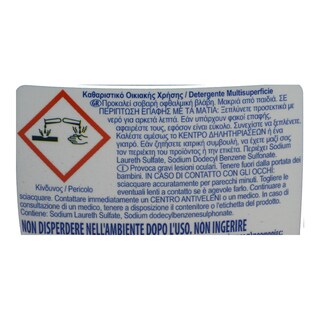 Καθαριστικό Οικιακής Χρήσης / Detergente Multisuperficie
GR Προκαλεί σοβαρή οφθαλμική βλάβη. Μακριά από παιδιά. ΣΕ
ΠΕΡΙΠΤΩΣΗ ΕΠΑΦΗΣ ΜΕ ΤΑ ΜΑΤΙΑ: Ξεπλύνετε προσεκτικά με
νερό για αρκετά λεπτά. Εάν υπάρχουν φακοί επαφής,
αφαιρέστε τους, εφόσον είναι εύκολο. Συνεχίστε να ξεπλένετε.
Καλέστε αμέσως το ΚΕΝΤΡΟ ΔΗΛΗΤΗΡΙΑΣΕΩΝ ή ένα
γιατρό. Εάν ζητήσετε ιατρική συμβουλή, να έχετε μαζί σας τον
περιέκτη του προϊόντος ή την ετικέτα. Περιέχει Sodium
Laureth Sulfate, Sodium Dodecyl Benzene Sulfonate.
Provoca gravi lesioni oculari. Tenere fuori dalla portata dei
bambini. IN CASO DI CONTATTO CON GLI OCCHI:
Κίνδυνος / Pericolo
sciacquare accuratamente per parecchi minuti. Togliere le
eventuali lenti a contatto se è agevole farlo. Continuare a
sciacquare. Contattare immediatamente un CENTRO ANTIVELENI o un medico, in caso di
consultazione di un medico, tenere a disposizione il contenitore o l'etichetta del prodotto.
Contiene: Sodium Laureth Sulfate, Sodium dodecylbenzenesulphonate.
NON DISPERDERE NELL'AMBIENTE DOPO L'USO. NON INGERIRE